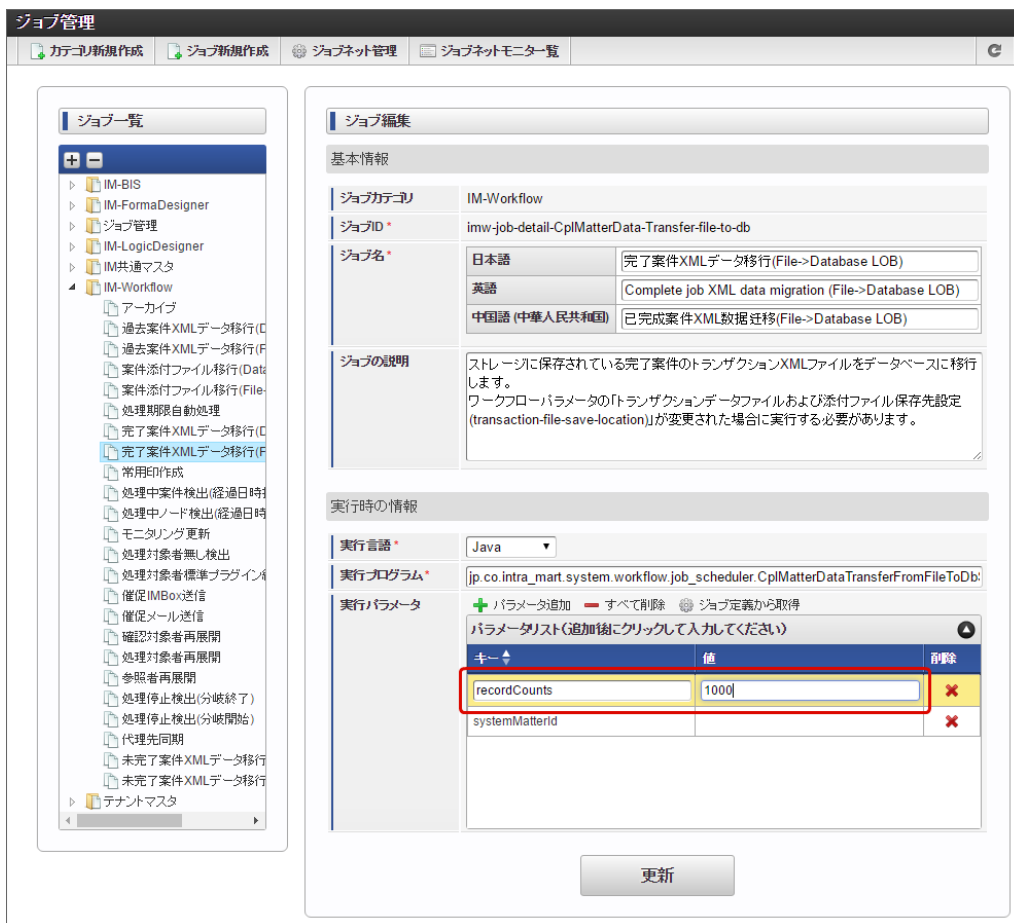 ジョブ管理
カテゴリ新規作成 ジョブ新規作成 ジョブネット管理 ジョブネットモニター覧
ジョブ一覧
IM-BIS
IM-FormaDesigner
ジョブ管理
IM-LogicDesigner
IM共通マスタ
IM-Workflow
アーカイブ
過去案件XMLデータ移行(D
過去案件XMLデータ移行(F
案件添付ファイル移行(Data
案件添付ファイル移行(File-
処理期限自動処理
完了案件XMLデータ移行(D
完了案件XMLデータ移行(F
常用印作成
処理中案件検出(経過日時
処理中ノード検出(経過日時
モニタリング更新
処理対象者無し検出
処理対象者標準プラグイン
催促IMBox送信
催促メール送信
確認対象者再展開
処理対象者再展開
参照者再展開
処理停止検出(分岐終了)
処理停止検出(分岐開始)
代理先同期
未完了案件XMLデータ移行
未完了案件XMLデータ移行
テナントマスタ
ジョブ編集
基本情報
ジョブカテゴリ IM-Workflow
ジョブID* imw-job-detail-CplMatterData-Transfer-file-to-db
ジョブ名*
日本語 完了案件XMLデータ移行(File->Database LOB)
英語 Complete job XML data migration (File->Database LOB)
中国語 (中華人民共和国) 已完成案件XML数据迁移(File->Database LOB)
ジョブの説明
ストレージに保存されている完了案件のトランザクションXMLファイルをデータベースに移行
します。
ワークフローパラメータの「トランザクションデータファイルおよび添付ファイル保存先設定
(transaction-file-save-location)」が変更された場合に実行する必要があります。
実行時の情報
実行言語* Java
実行プログラム* jp.co.intra_mart.system.workflow.job_scheduler.CplMatterDataTransferFromFileToDb
実行パラメータ パラメータ追加 すべて削除 ジョブ定義から取得
パラメータリスト(追加後にクリックして入力してください)
キー 値 削除
recordCounts 1000
systemMatterId
更新